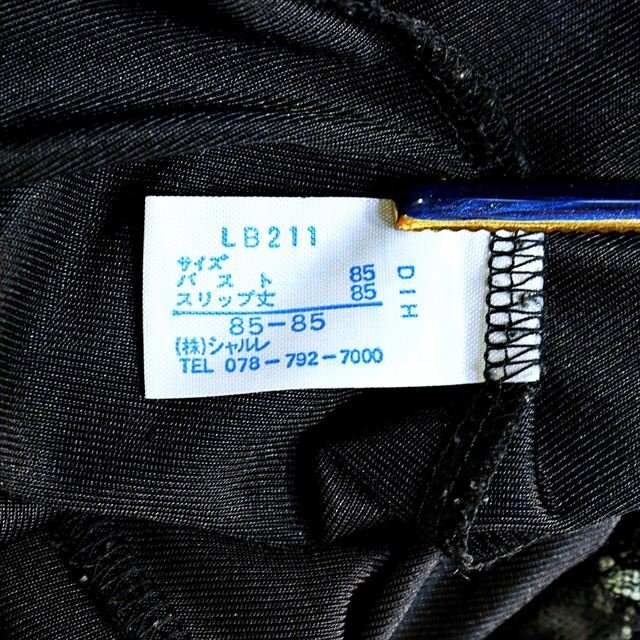 LB211
サイズ
バスト 85
スリップ丈 85
85-85
(株)シャルレ
TEL 078-792-7000
DIH